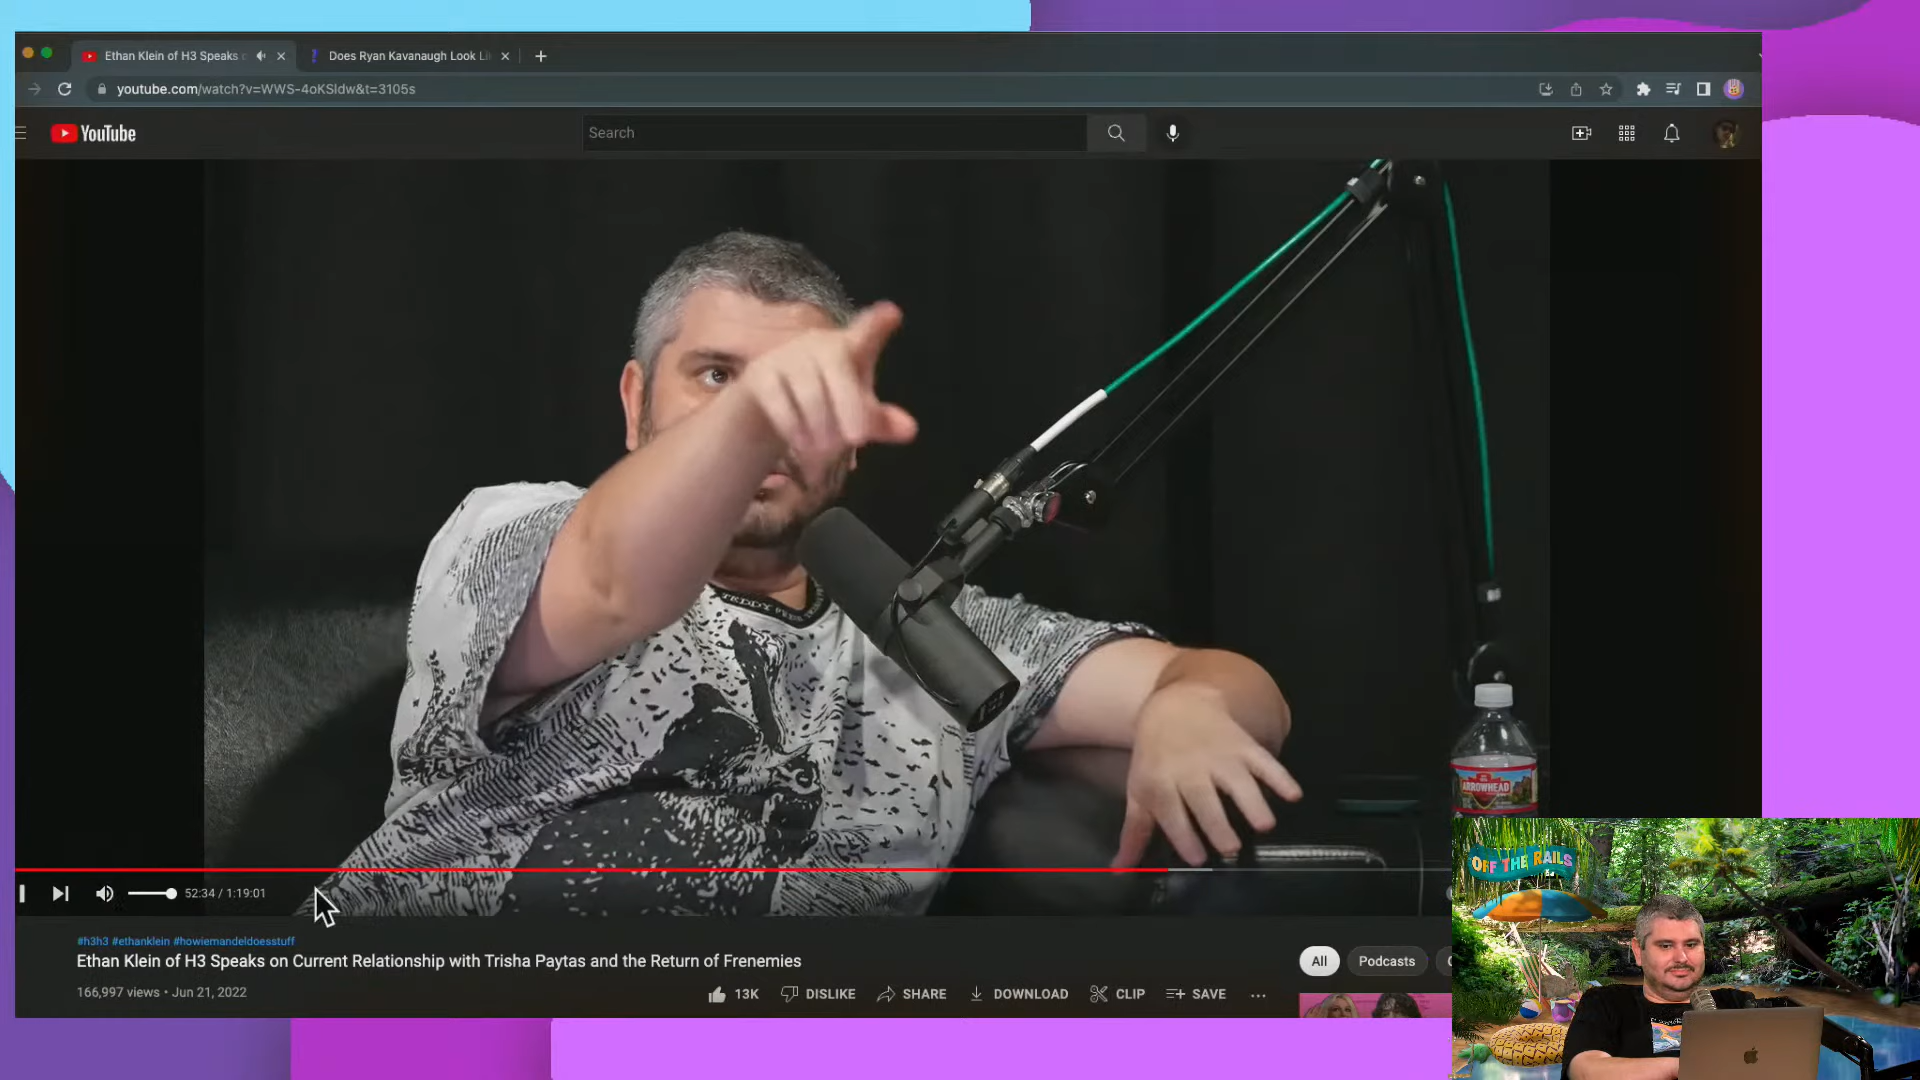 Ethan Klein of H3 Speaks o
Does Ryan Kavanaugh Look Li
youtube.com/watch?v=WWS-4oKSIdw&t=3105s
YouTube
Search
TEDDY FRESH
ARROWHEAD
52:34 / 1:19:01
OFF THE RAILS
#h3h3 #ethanklein #howiemandeldoesstuff
Ethan Klein of H3 Speaks on Current Relationship with Trisha Paytas and the Return of Frenemies
All
Podcasts
166,997 views • Jun 21, 2022
13K
DISLIKE
SHARE
DOWNLOAD
CLIP
SAVE